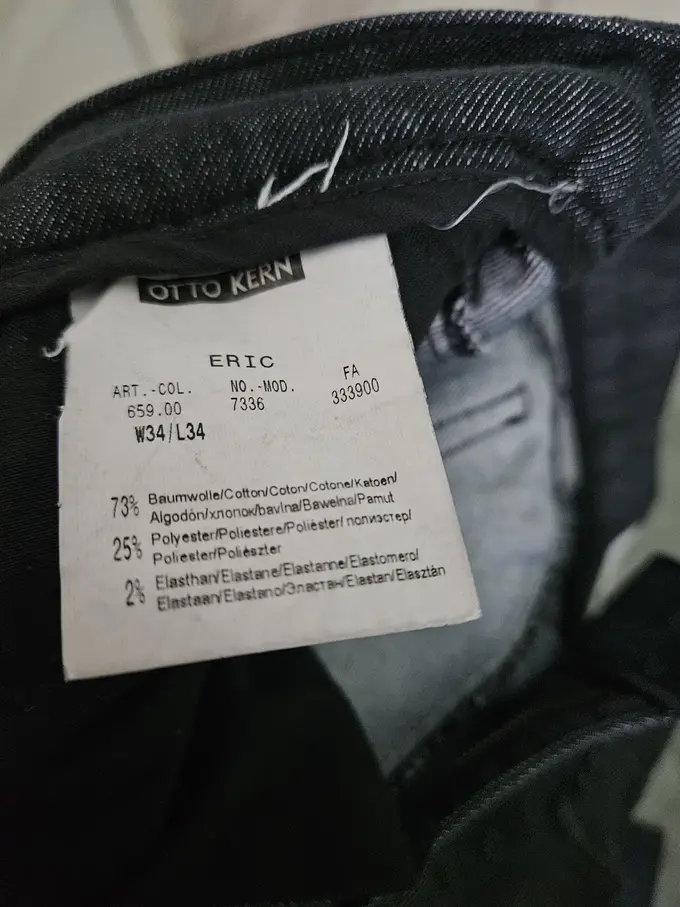 OTTO KERN
ERIC
ART.-COL. NO.-MOD. FA
659.00 7336 333900
W34/L34
73% Baumwolle/Cotton/Coton/Cotone/Katoen/
Algodón/хлопок/bavlna/Bawełna/Pamut
25% Polyester/Poliestere/Poliéster/полиэстер/
Poliester/Poliészter
2% Elasthan/Elastane/Elastanne/Elastomero/
Elastaan/Elastano/Эластан/Elastan/Elasztán